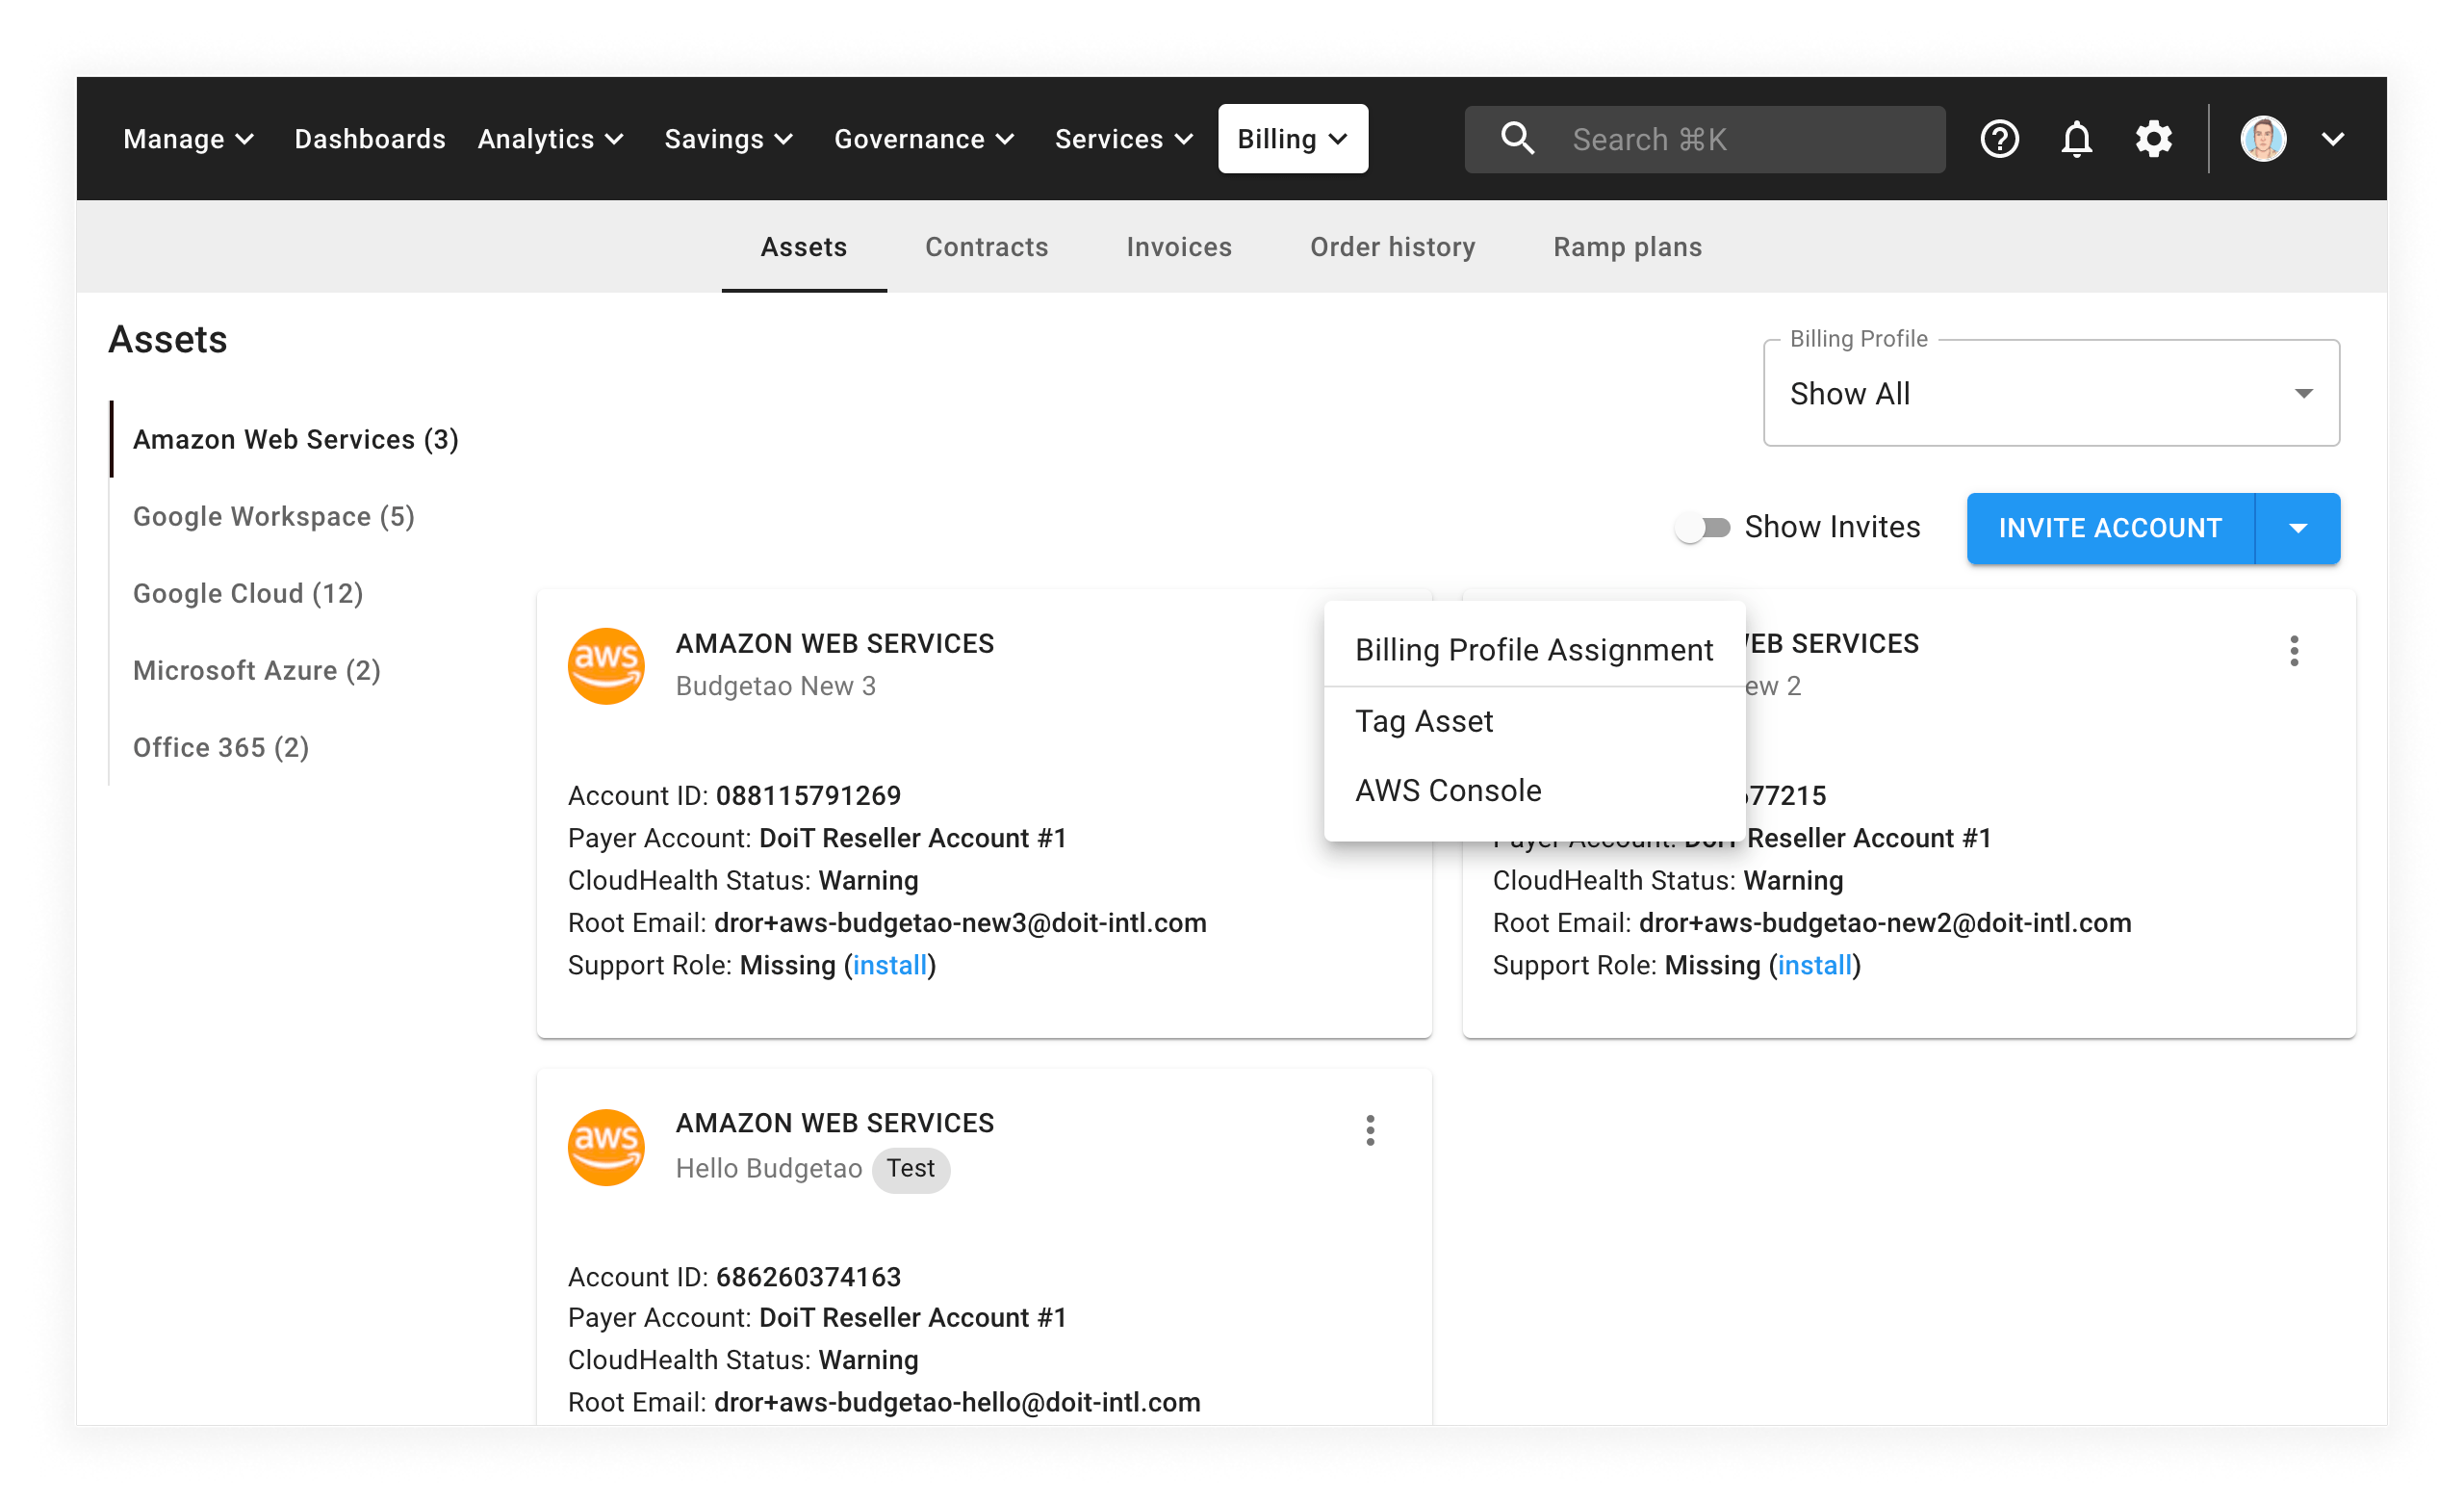 Manage Dashboards Analytics Savings Governance Services Billing Search ⌘K
Assets Contracts Invoices Order history Ramp plans
Assets
Billing Profile
Show All
Amazon Web Services (3)
Google Workspace (5)
Google Cloud (12)
Microsoft Azure (2)
Office 365 (2)
Show Invites
INVITE ACCOUNT
aws
AMAZON WEB SERVICES
Budgetao New 3
Account ID: 088115791269
Payer Account: DoiT Reseller Account #1
CloudHealth Status: Warning
Root Email: dror+aws-budgetao-new3@doit-intl.com
Support Role: Missing (install)
Billing Profile Assignment
Tag Asset
AWS Console
WEB SERVICES
ew 2
77215
Payer Account: DoiT Reseller Account #1
CloudHealth Status: Warning
Root Email: dror+aws-budgetao-new2@doit-intl.com
Support Role: Missing (install)
aws
AMAZON WEB SERVICES
Hello Budgetao Test
Account ID: 686260374163
Payer Account: DoiT Reseller Account #1
CloudHealth Status: Warning
Root Email: dror+aws-budgetao-hello@doit-intl.com